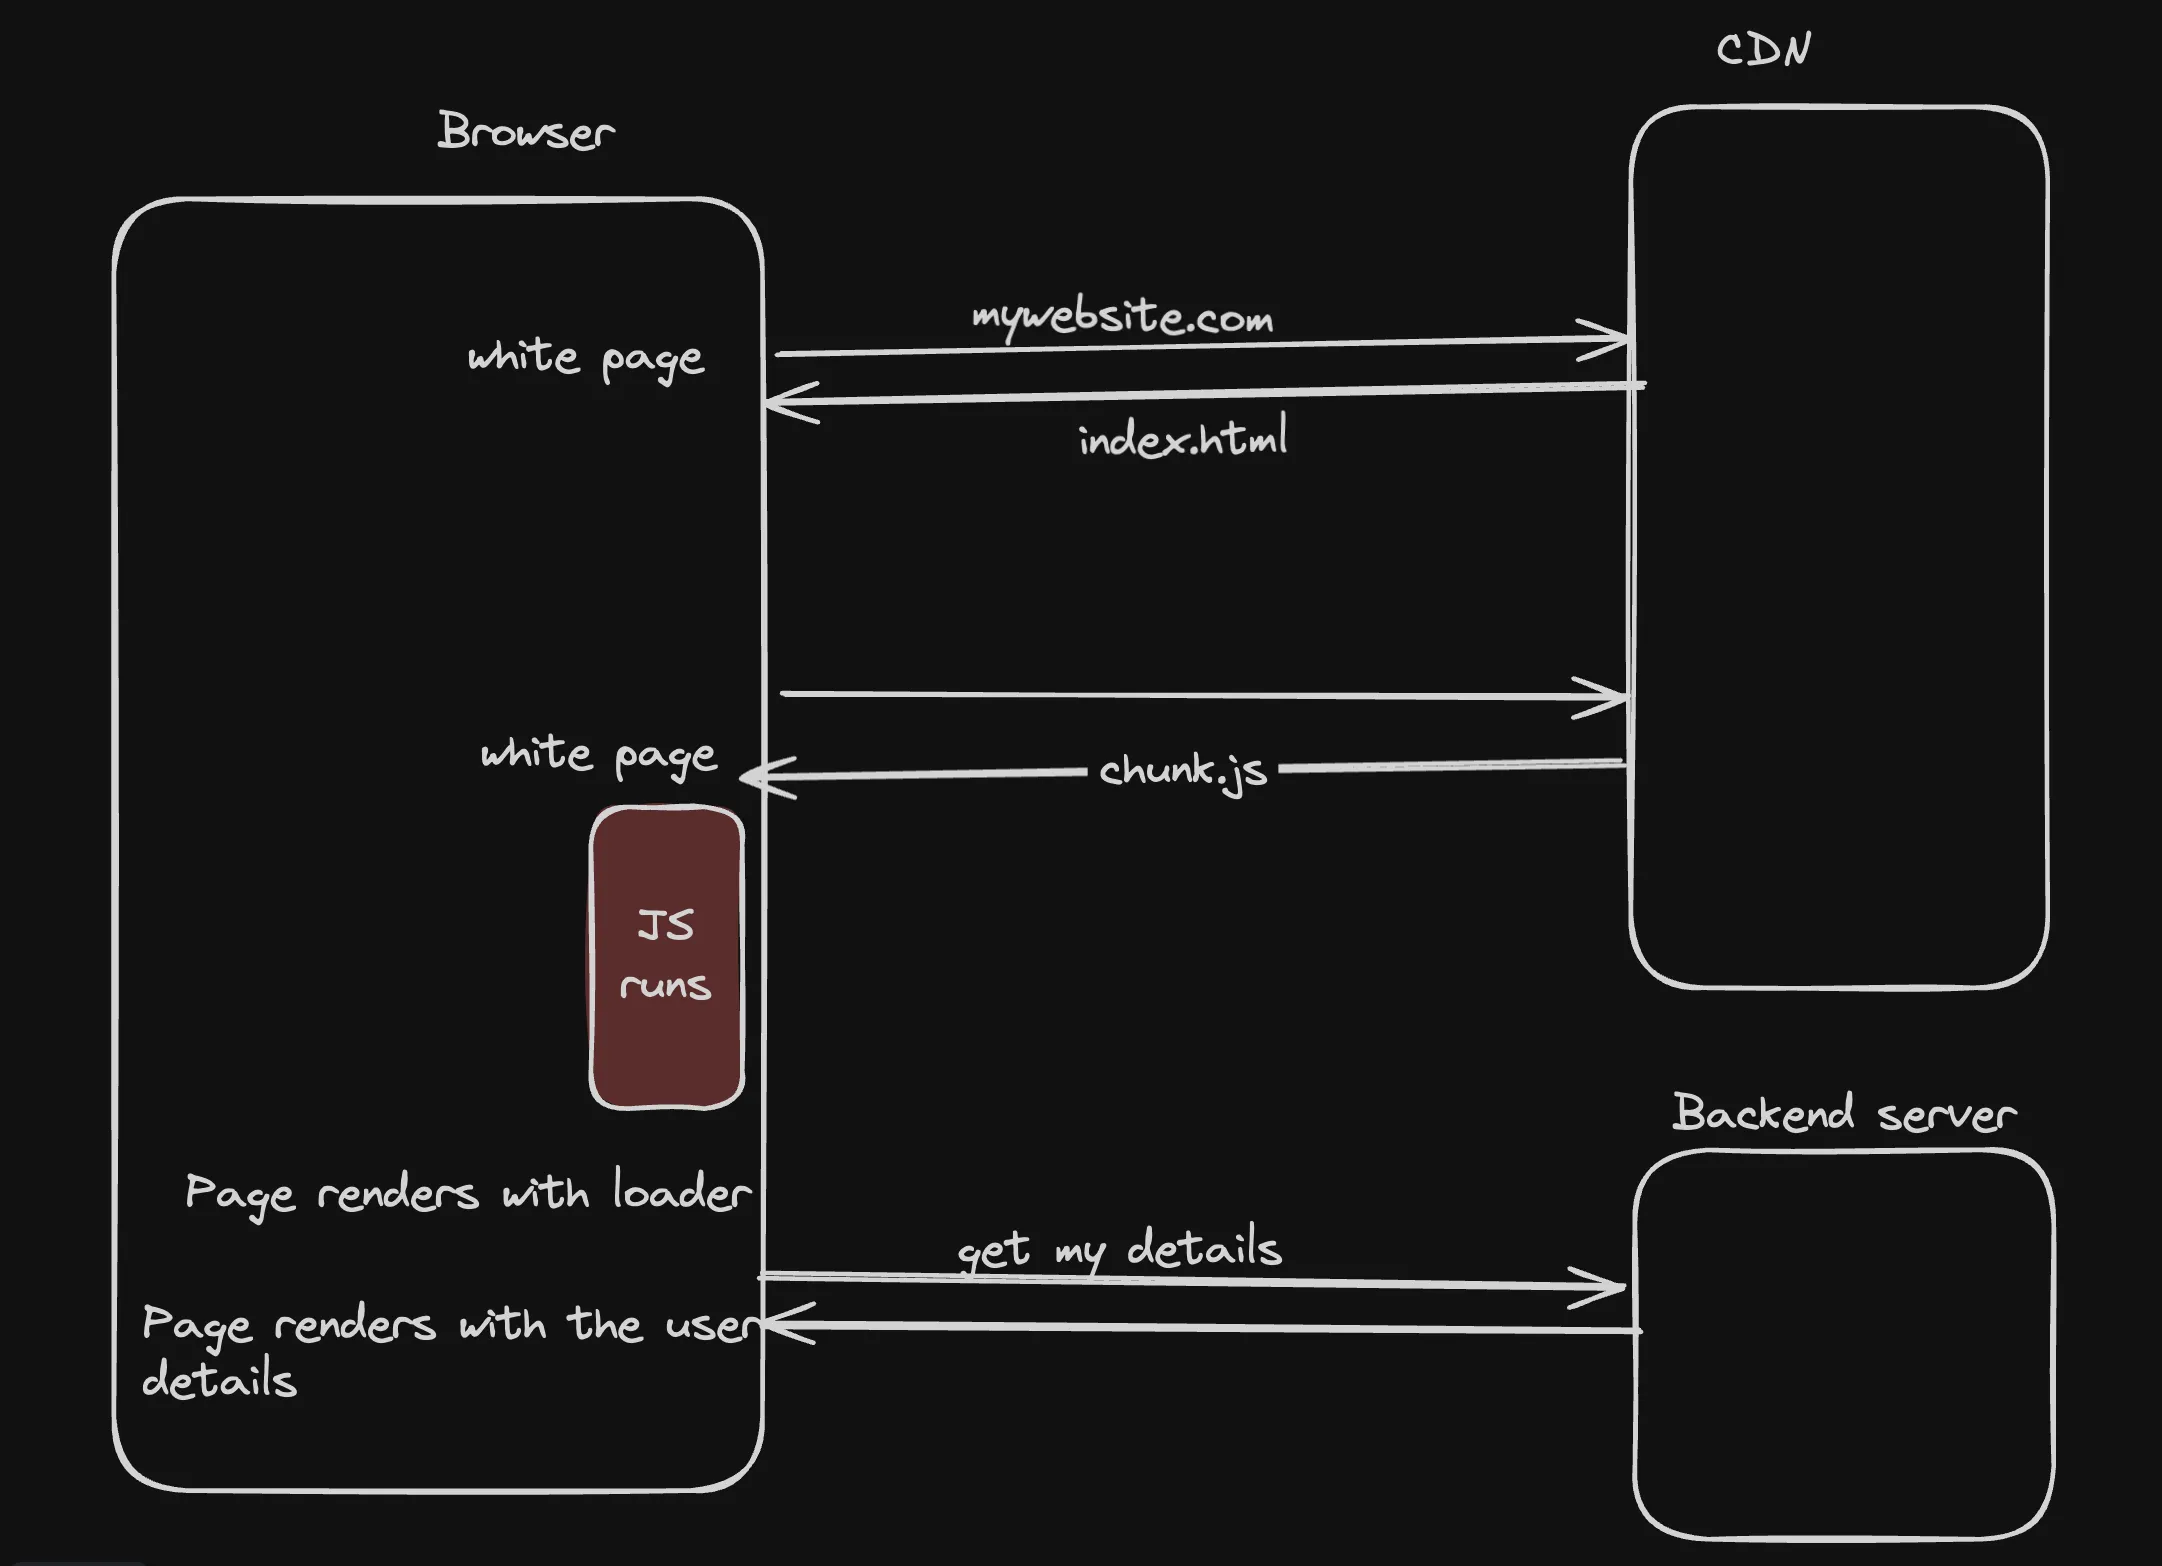 CDN
Browser
mywebsite.com
white page
index.html
white page
chunk.js
JS
runs
Backend server
Page renders with loader
get my details
Page renders with the user
details